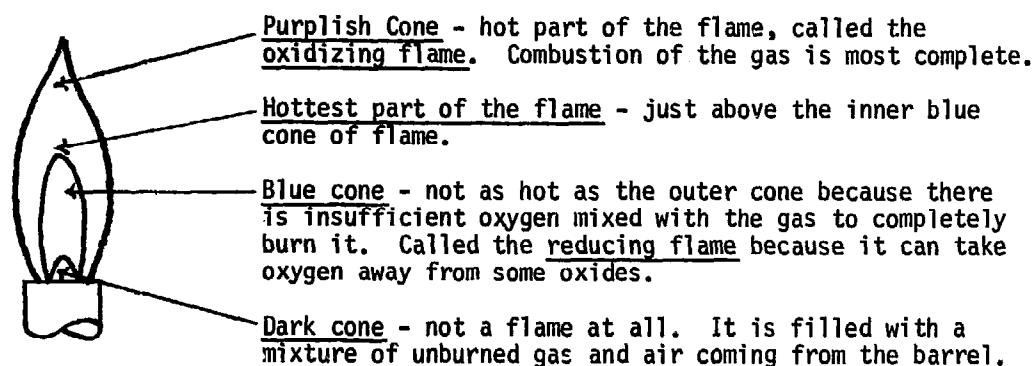 Purplish Cone - hot part of the flame, called the
oxidizing flame. Combustion of the gas is most complete.
Hottest part of the flame - just above the inner blue
cone of flame.
Blue cone - not as hot as the outer cone because there
is insufficient oxygen mixed with the gas to completely
burn it. Called the reducing flame because it can take
oxygen away from some oxides.
Dark cone - not a flame at all. It is filled with a
mixture of unburned gas and air coming from the barrel.